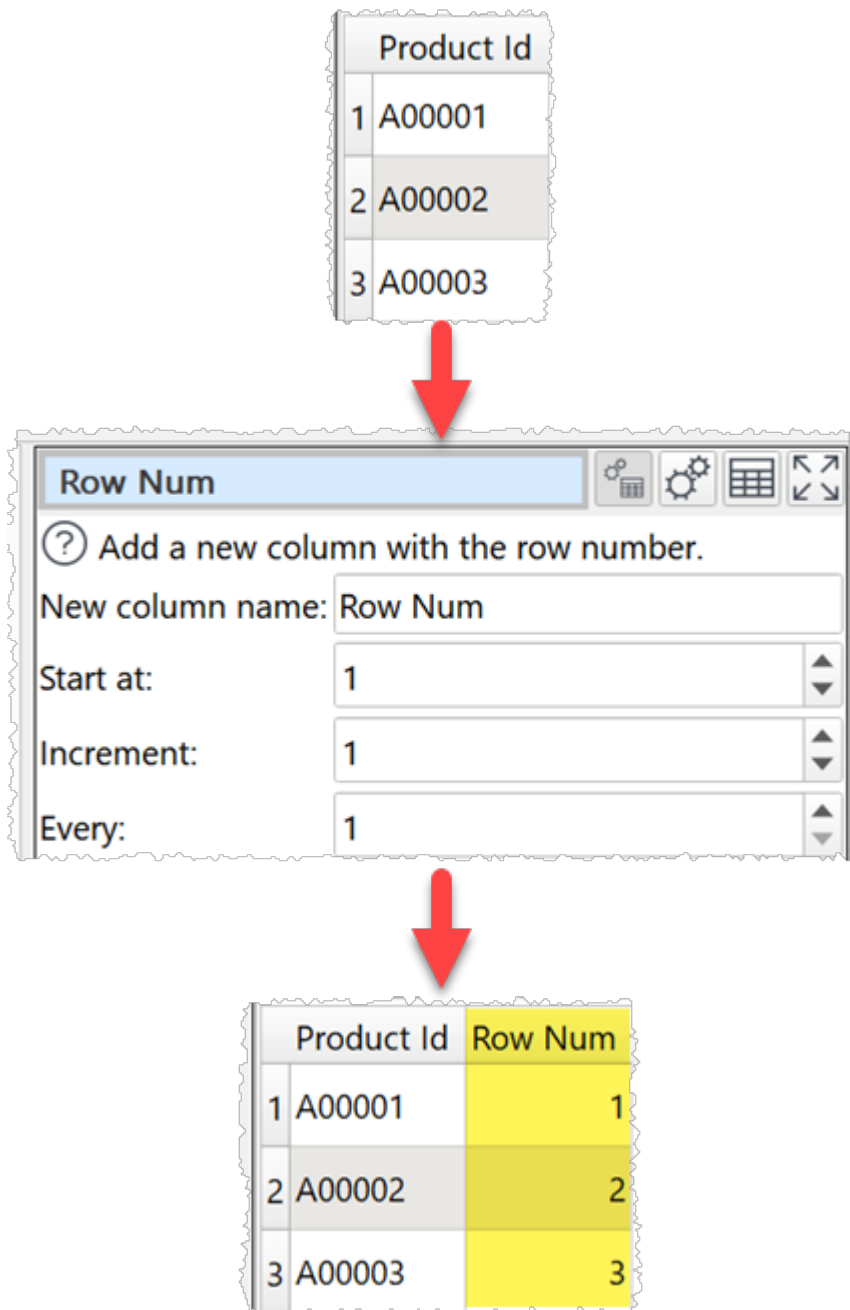 Product Id
1 A00001
2 A00002
3 A00003
Row Num
? Add a new column with the row number.
New column name: Row Num
Start at: 1
Increment: 1
Every: 1
Product Id Row Num
1 A00001 1
2 A00002 2
3 A00003 3